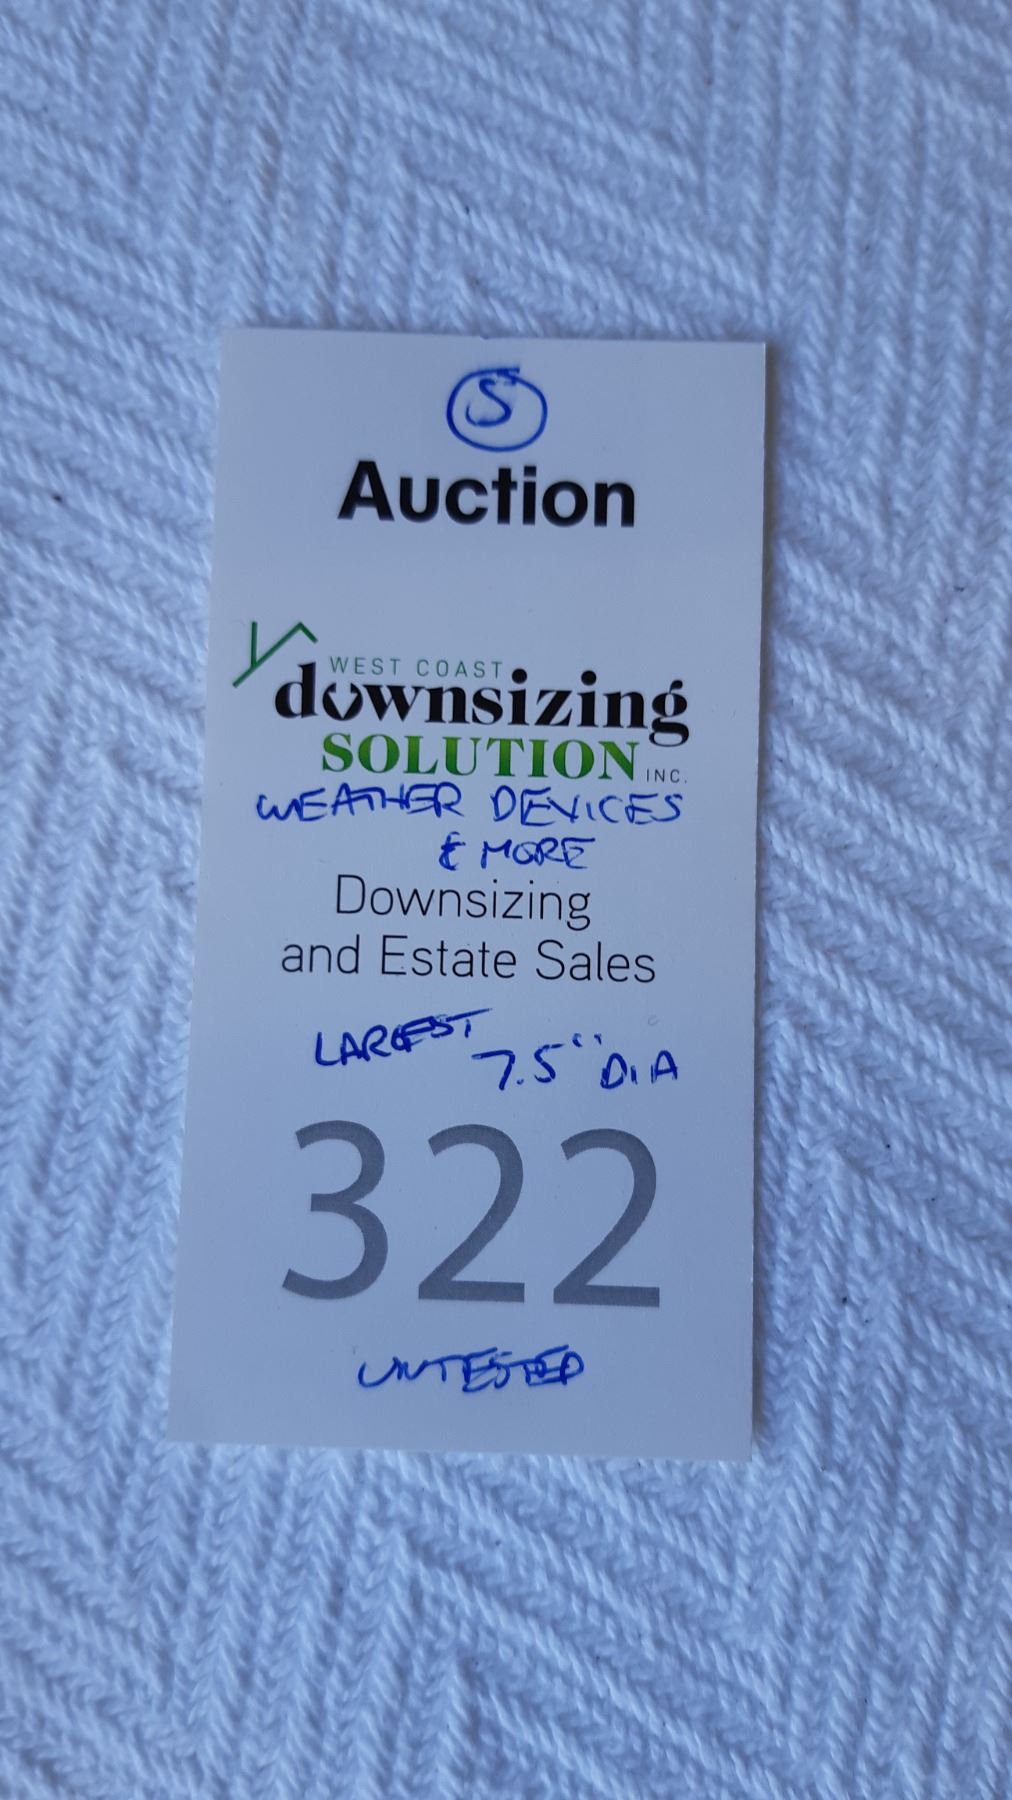 S
Auction
WEST COAST
downsizing
SOLUTION INC.
WEATHER DEVICES
& MORE
Downsizing
and Estate Sales
LARGEST 7.5" DIA
322
UNTESTED